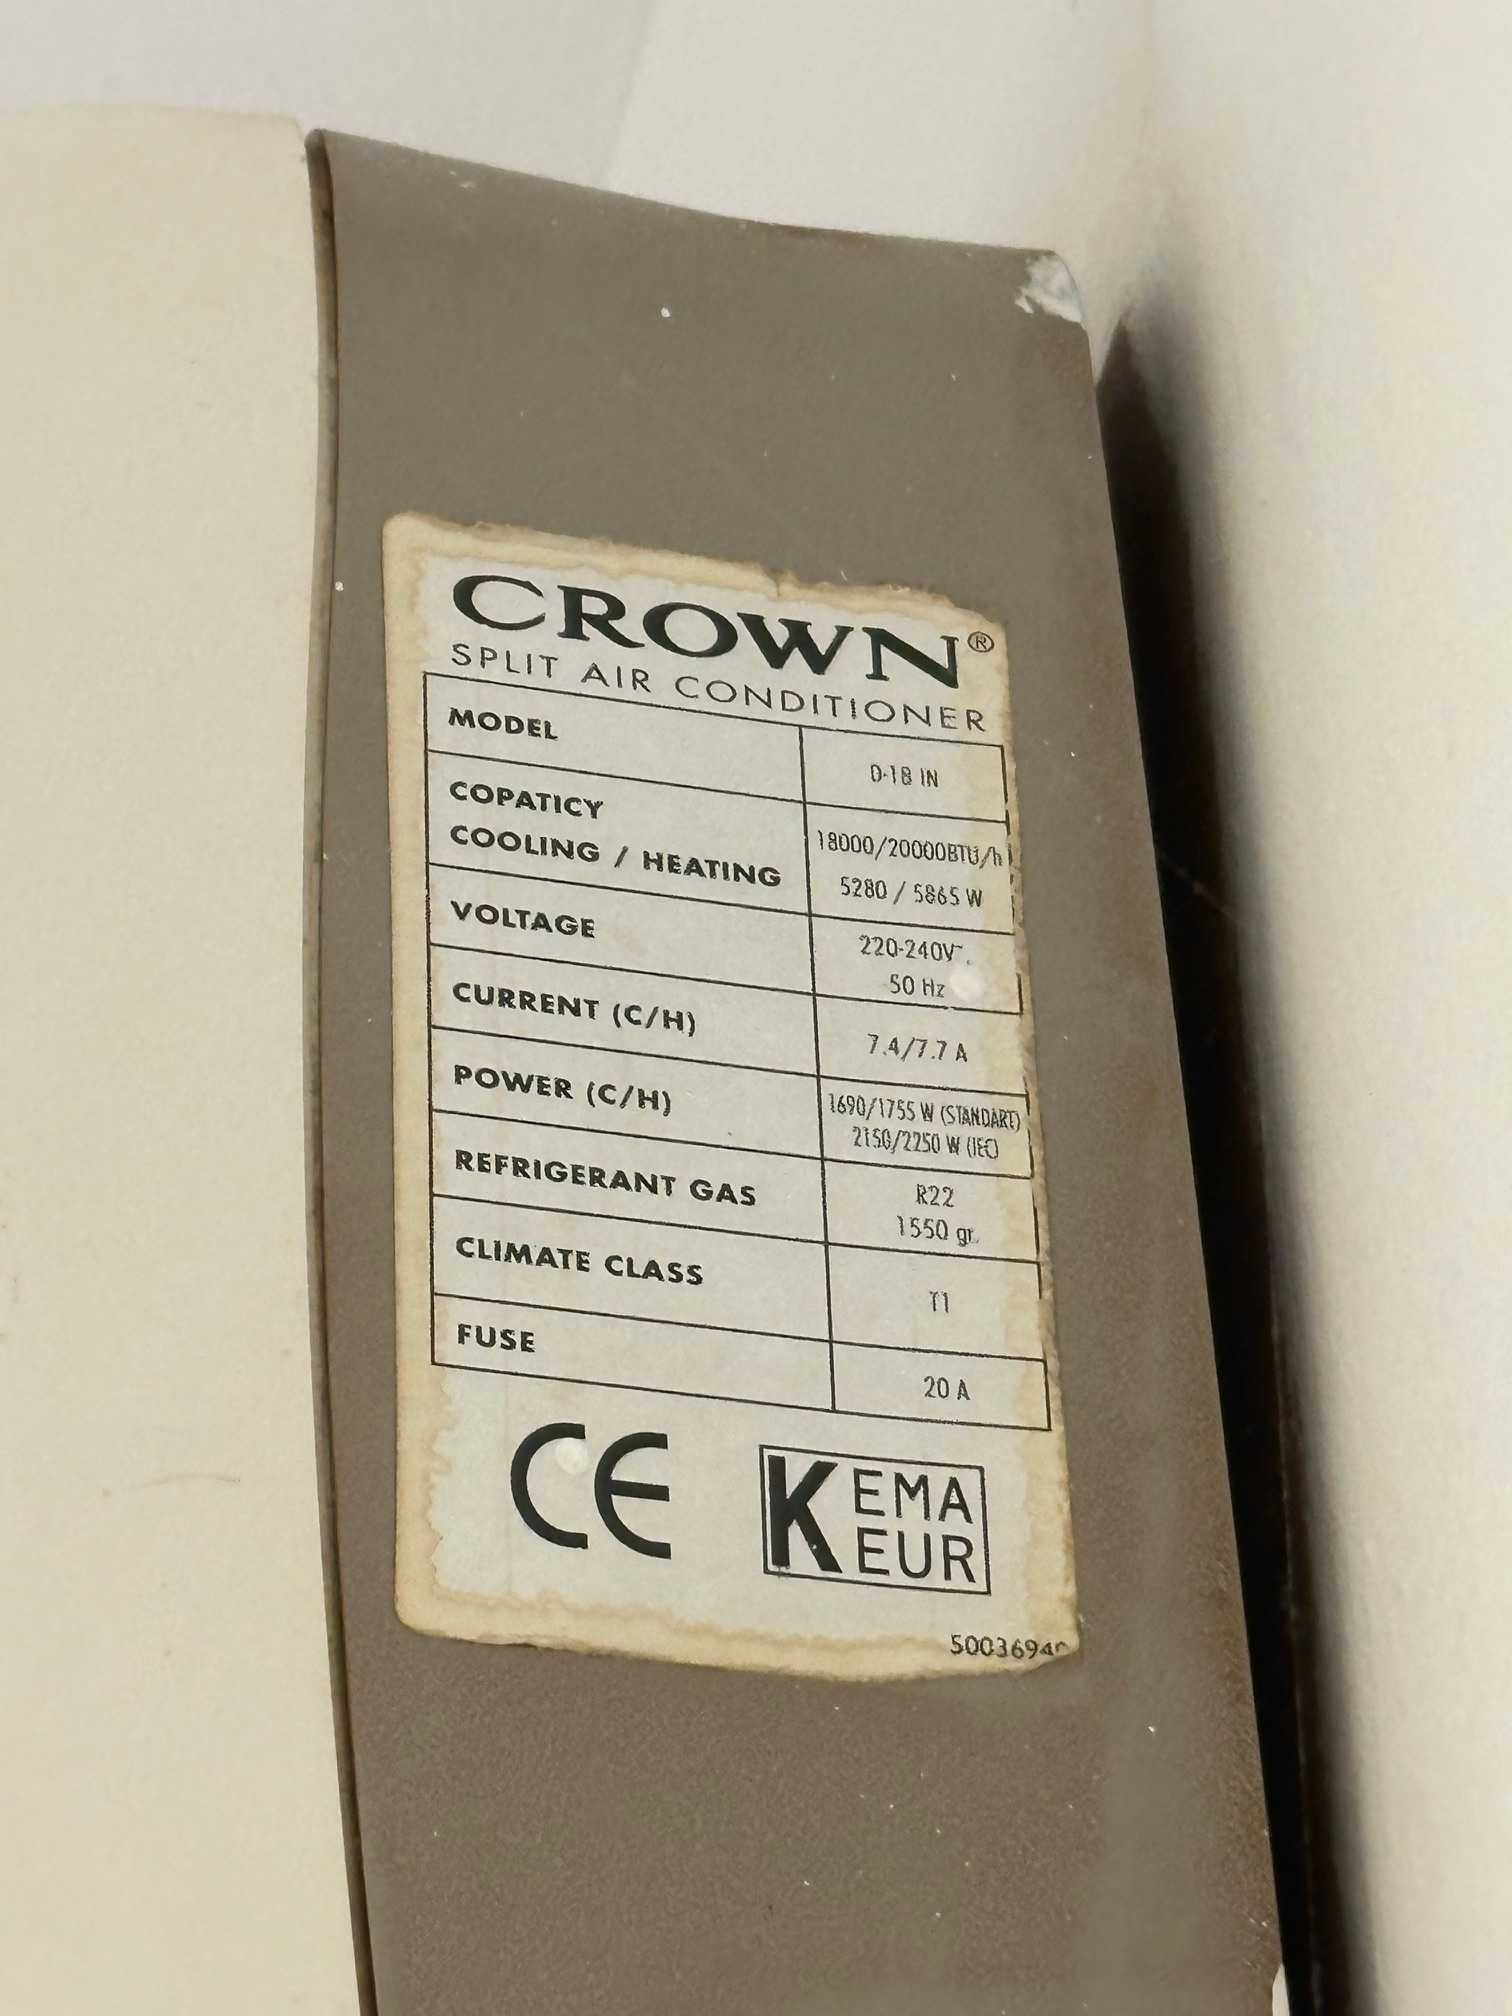 CROWN®
SPLIT AIR CONDITIONER
MODEL
0-18 IN
COPATICY
COOLING / HEATING
18000/20000BTU/h
5280 / 5865 W
VOLTAGE
220-240V~.
50 Hz
CURRENT (C/H)
7.4/7.7 A
POWER (C/H)
1690/1755 W (STANDART)
2150/2250 W (IEC)
REFRIGERANT GAS
R22
1550 gr.
CLIMATE CLASS
T1
FUSE
20 A
CE
KEMA
EUR